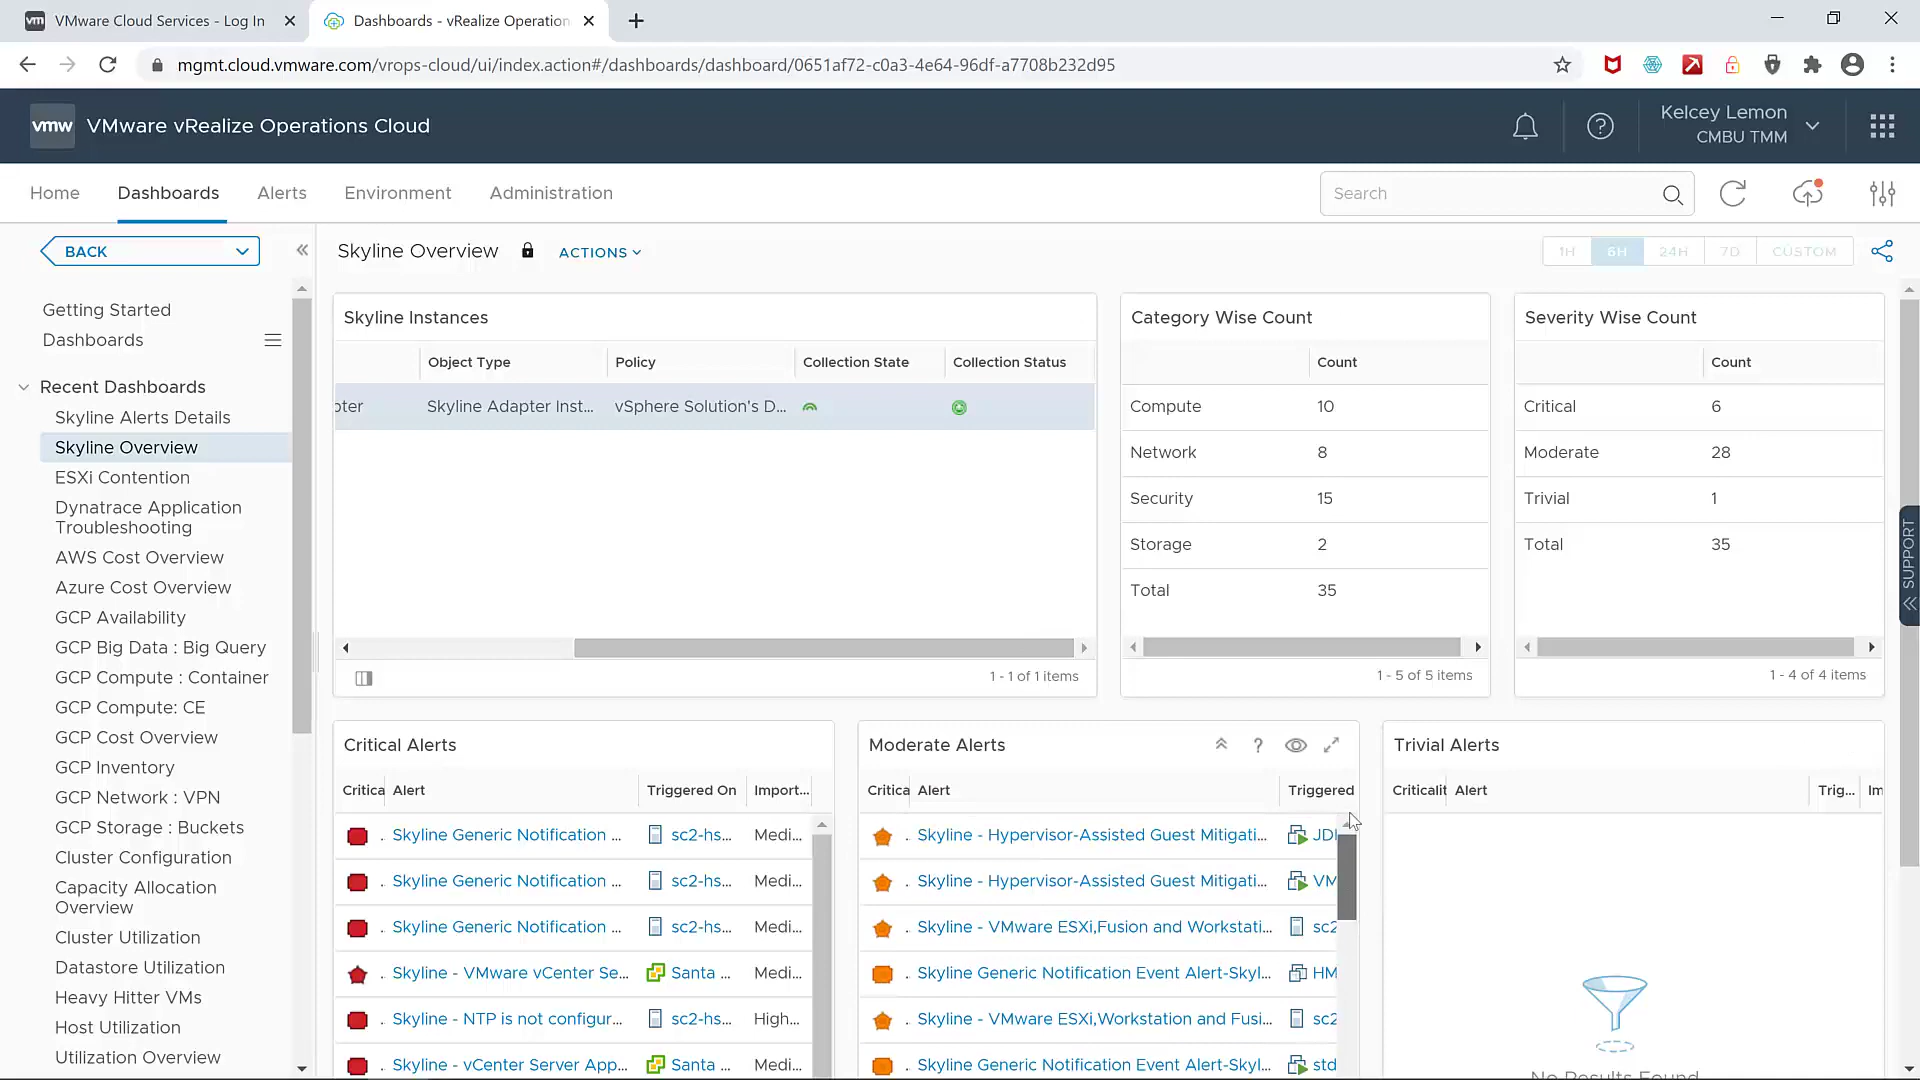 VMware Cloud Services - Log In
Dashboards - vRealize Operation
mgmt.cloud.vmware.com/vrops-cloud/ui/index.action#/dashboards/dashboard/0651af72-c0a3-4e64-96df-a7708b232d95
vmw VMware vRealize Operations Cloud
Kelcey Lemon
CMBU TMM
Home Dashboards Alerts Environment Administration
Search
BACK
Skyline Overview
ACTIONS
1H 6H 24H 7D CUSTOM
Getting Started
Dashboards
Recent Dashboards
Skyline Alerts Details
Skyline Overview
ESXi Contention
Dynatrace Application
Troubleshooting
AWS Cost Overview
Azure Cost Overview
GCP Availability
GCP Big Data : Big Query
GCP Compute : Container
GCP Compute: CE
GCP Cost Overview
GCP Inventory
GCP Network : VPN
GCP Storage : Buckets
Cluster Configuration
Capacity Allocation
Overview
Cluster Utilization
Datastore Utilization
Heavy Hitter VMs
Host Utilization
Utilization Overview
Skyline Instances
Object Type Policy Collection State Collection Status
pter Skyline Adapter Inst... vSphere Solution's D...
1 - 1 of 1 items
Category Wise Count
Count
Compute 10
Network 8
Security 15
Storage 2
Total 35
1 - 5 of 5 items
Severity Wise Count
Count
Critical 6
Moderate 28
Trivial 1
Total 35
1 - 4 of 4 items
SUPPORT
Critical Alerts
Critica Alert Triggered On Import...
. Skyline Generic Notification ... sc2-hs... Medi...
. Skyline Generic Notification ... sc2-hs... Medi...
. Skyline Generic Notification ... sc2-hs... Medi...
. Skyline - VMware vCenter Se... Santa ... Medi...
. Skyline - NTP is not configur... sc2-hs... High...
. Skyline - vCenter Server App... Santa ... Medi...
Moderate Alerts
?
Critica Alert Triggered
. Skyline - Hypervisor-Assisted Guest Mitigati... JDI
. Skyline - Hypervisor-Assisted Guest Mitigati... VM
. Skyline - VMware ESXi,Fusion and Workstati... sc2
. Skyline Generic Notification Event Alert-Skyl... HM
. Skyline - VMware ESXi,Workstation and Fusi... sc2
. Skyline Generic Notification Event Alert-Skyl... std
Trivial Alerts
Criticalit Alert Trig... Im
No Results Found